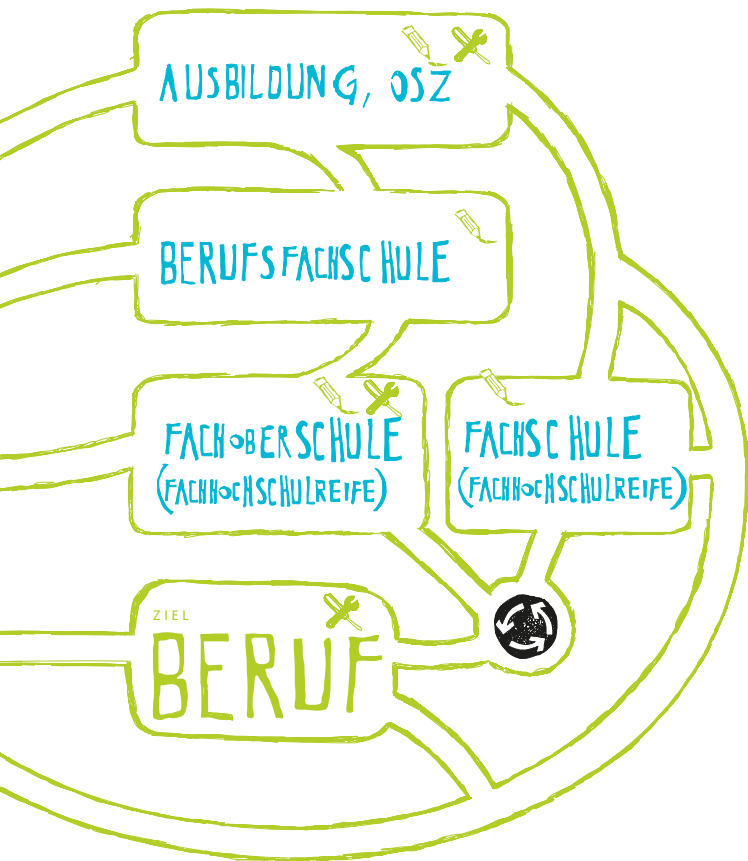 AUSBILDUNG, OSZ
BERUFSFACHSCHULE
FACHOBERSCHULE
(FACHHOCHSCHULREIFE)
FACHSCHULE
(FACHHOCHSCHULREIFE)
ZIEL
BERUF